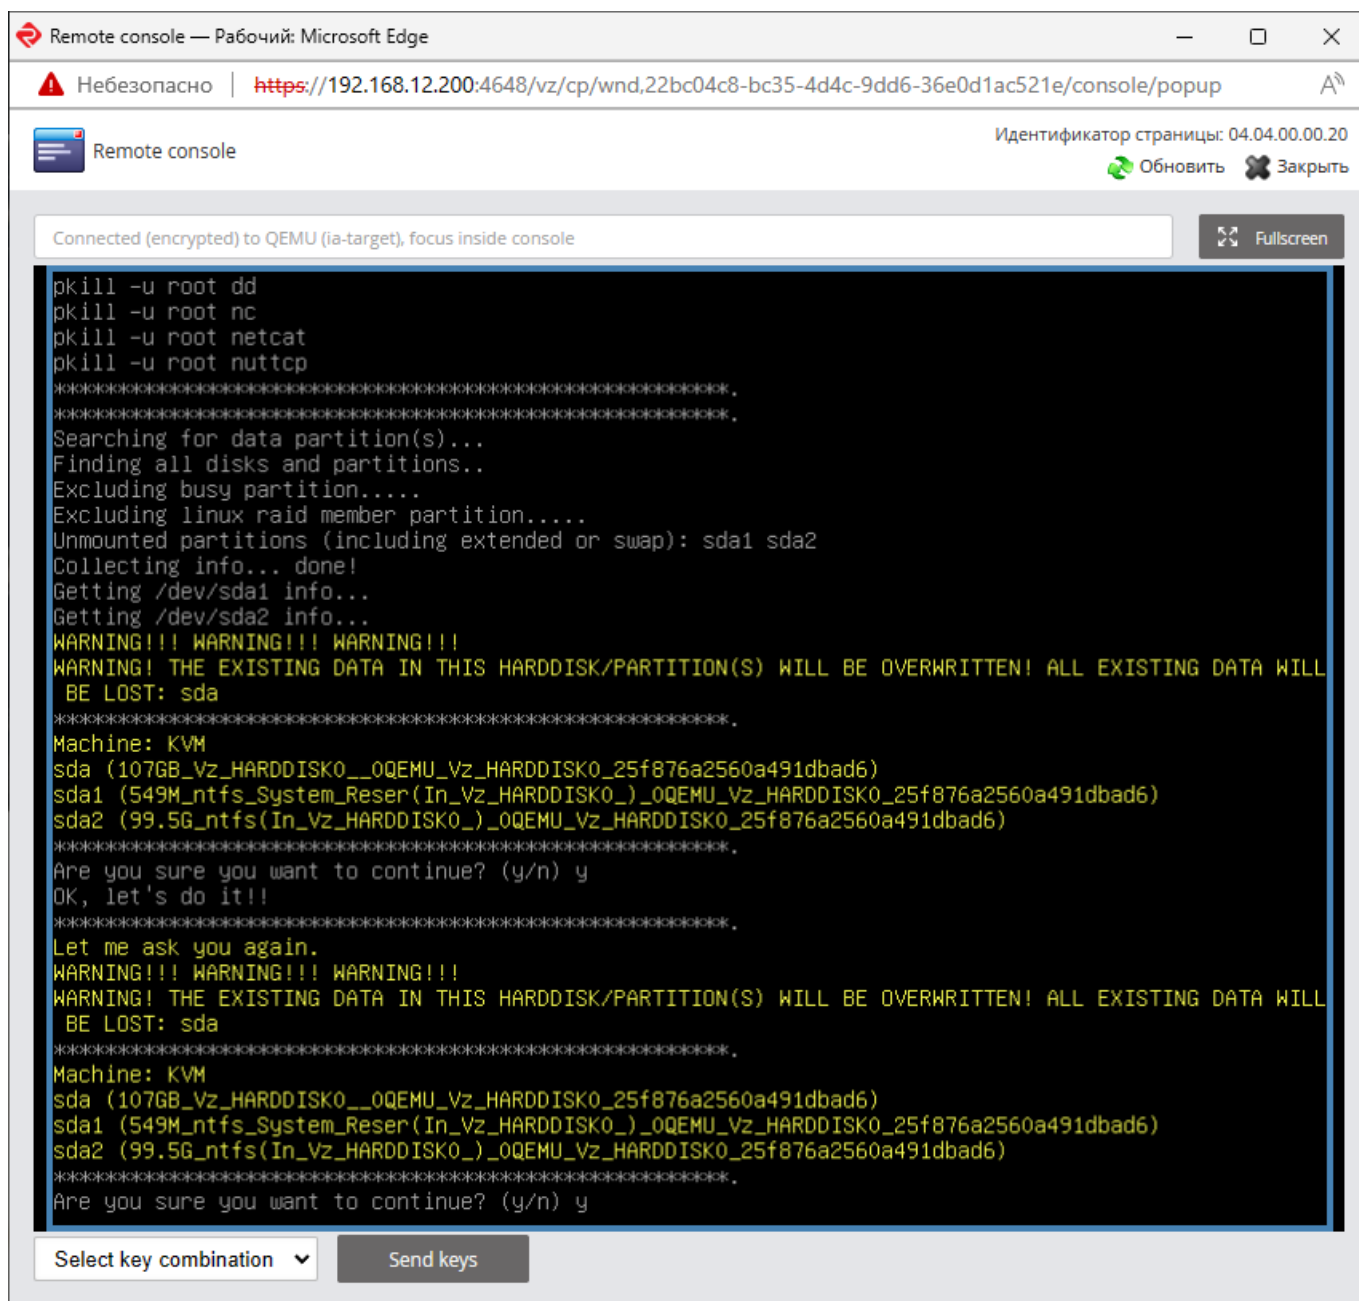 Remote console — Рабочий: Microsoft Edge
Небезопасно | https://192.168.12.200:4648/vz/cp/wnd,22bc04c8-bc35-4d4c-9dd6-36e0d1ac521e/console/popup
Remote console
Идентификатор страницы: 04.04.00.00.20
Обновить Закрыть
Connected (encrypted) to QEMU (ia-target), focus inside console
Fullscreen
pkill -u root dd
pkill -u root nc
pkill -u root netcat
pkill -u root nuttcp
*****************************************************.
*****************************************************.
Searching for data partition(s)...
Finding all disks and partitions..
Excluding busy partition.....
Excluding linux raid member partition.....
Unmounted partitions (including extended or swap): sda1 sda2
Collecting info... done!
Getting /dev/sda1 info...
Getting /dev/sda2 info...
WARNING!!! WARNING!!! WARNING!!!
WARNING! THE EXISTING DATA IN THIS HARDDISK/PARTITION(S) WILL BE OVERWRITTEN! ALL EXISTING DATA WILL
BE LOST: sda
*****************************************************.
Machine: KVM
sda (107GB_Vz_HARDDISK0__0QEMU_Vz_HARDDISK0_25f876a2560a491dbad6)
sda1 (549M_ntfs_System_Reser(In_Vz_HARDDISK0_)_0QEMU_Vz_HARDDISK0_25f876a2560a491dbad6)
sda2 (99.5G_ntfs(In_Vz_HARDDISK0_)_0QEMU_Vz_HARDDISK0_25f876a2560a491dbad6)
*****************************************************.
Are you sure you want to continue? (y/n) y
OK, let's do it!!
*****************************************************.
Let me ask you again.
WARNING!!! WARNING!!! WARNING!!!
WARNING! THE EXISTING DATA IN THIS HARDDISK/PARTITION(S) WILL BE OVERWRITTEN! ALL EXISTING DATA WILL
BE LOST: sda
*****************************************************.
Machine: KVM
sda (107GB_Vz_HARDDISK0__0QEMU_Vz_HARDDISK0_25f876a2560a491dbad6)
sda1 (549M_ntfs_System_Reser(In_Vz_HARDDISK0_)_0QEMU_Vz_HARDDISK0_25f876a2560a491dbad6)
sda2 (99.5G_ntfs(In_Vz_HARDDISK0_)_0QEMU_Vz_HARDDISK0_25f876a2560a491dbad6)
*****************************************************.
Are you sure you want to continue? (y/n) y
Select key combination
Send keys